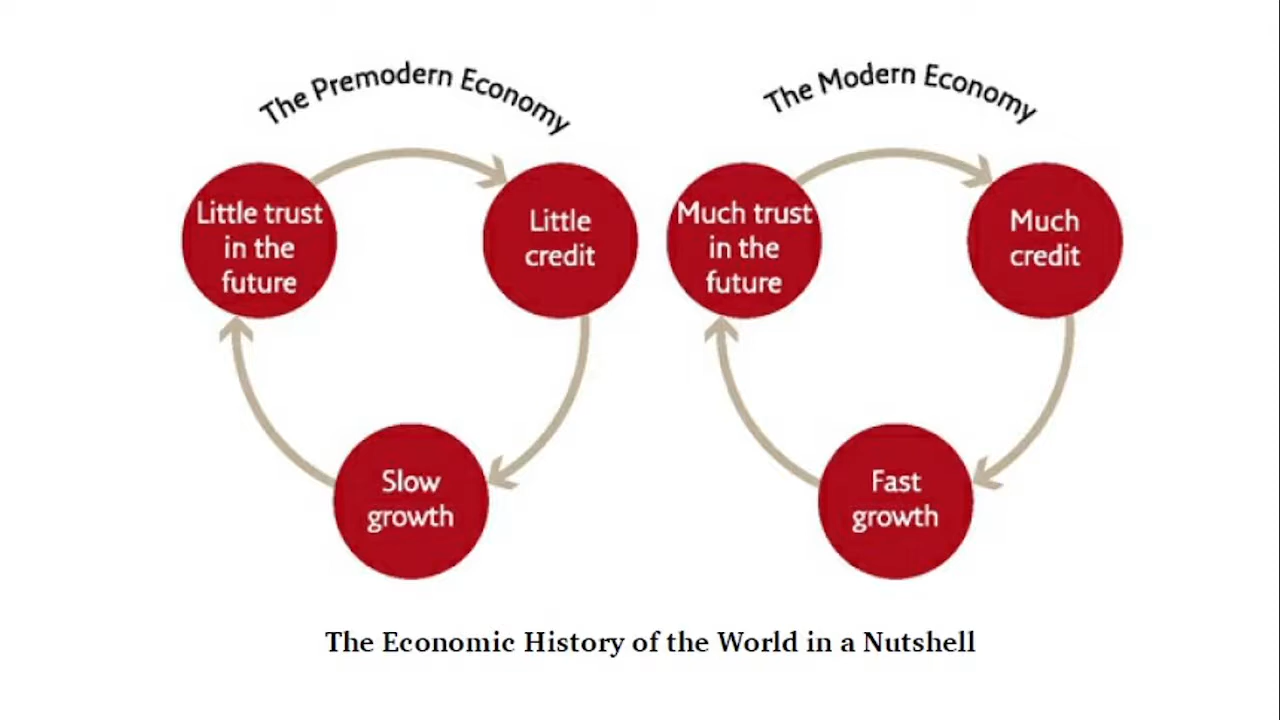 The Premodern Economy
Little trust
in the
future
Little
credit
Slow
growth
The Modern Economy
Much trust
in the
future
Much
credit
Fast
growth
The Economic History of the World in a Nutshell